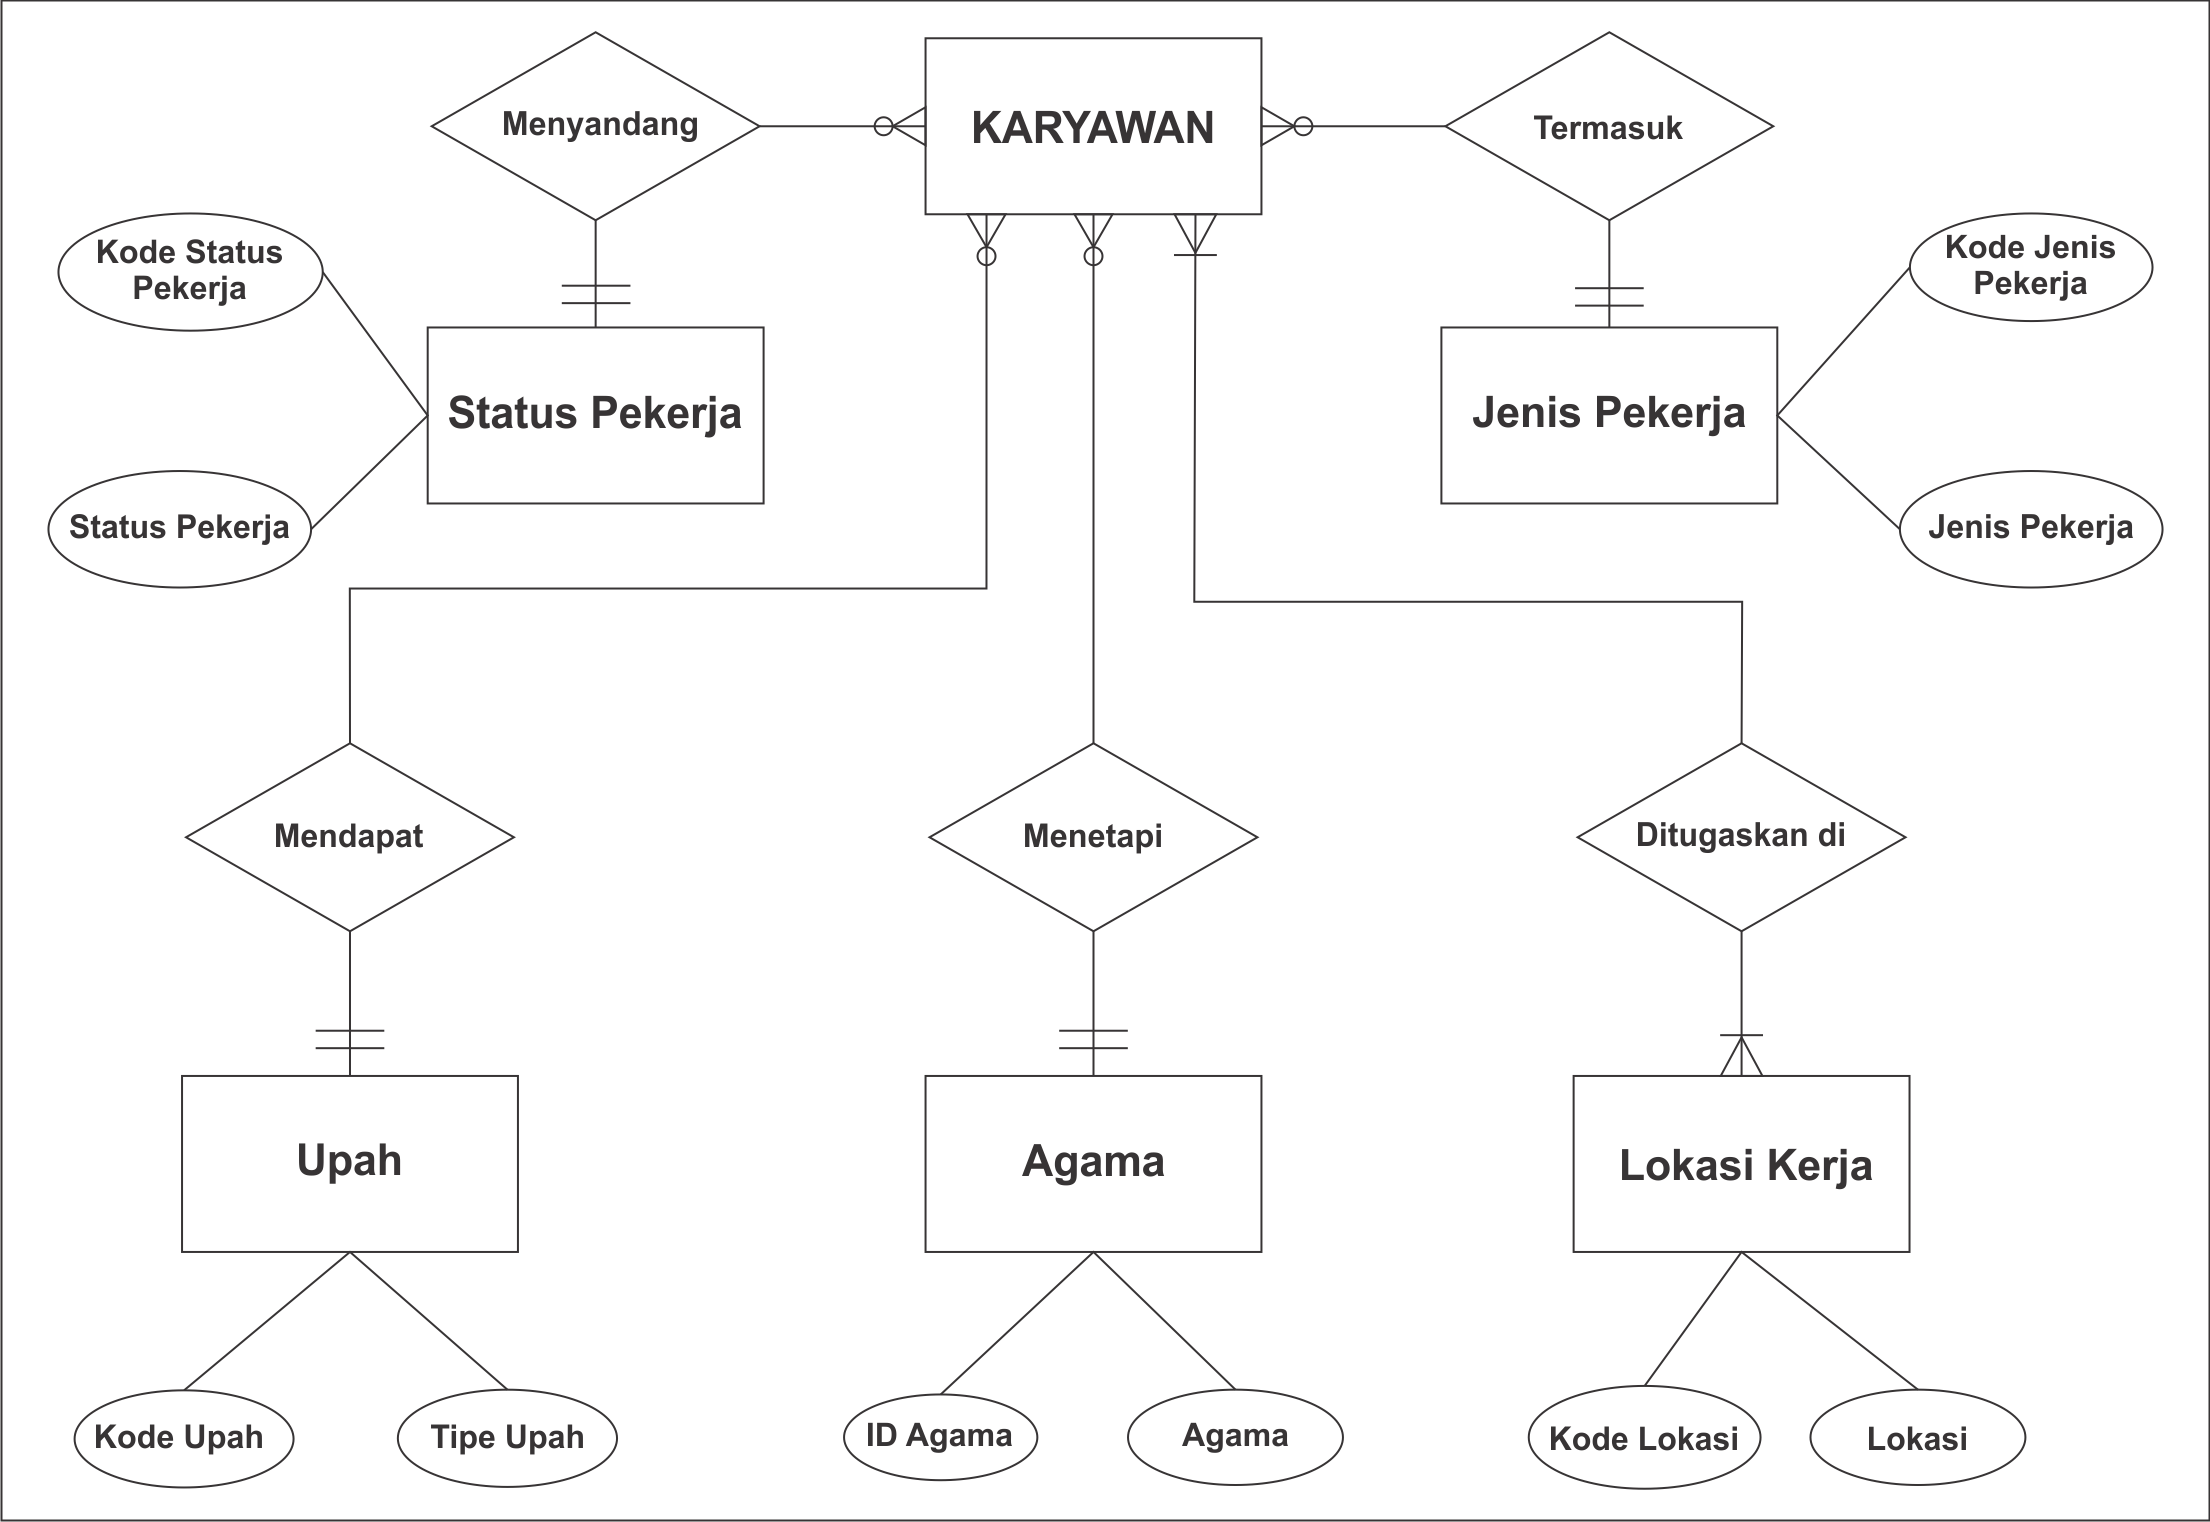 Menyandang
KARYAWAN
Termasuk
Kode Status
Pekerja
Kode Jenis
Pekerja
Status Pekerja
Jenis Pekerja
Status Pekerja
Jenis Pekerja
Mendapat
Menetapi
Ditugaskan di
Upah
Agama
Lokasi Kerja
Kode Upah
Tipe Upah
ID Agama
Agama
Kode Lokasi
Lokasi